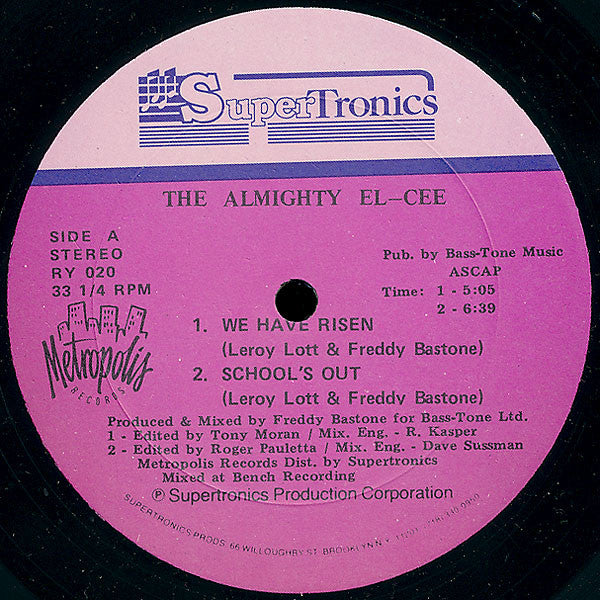 SuperTronics
THE ALMIGHTY EL-CEE
SIDE A
STEREO
RY 020
33 1/4 RPM
Pub. by Bass-Tone Music
ASCAP
Time: 1 - 5:05
2 - 6:39
Metropolis
RECORDS
1. WE HAVE RISEN
(Leroy Lott & Freddy Bastone)
2. SCHOOL'S OUT
(Leroy Lott & Freddy Bastone)
Produced & Mixed by Freddy Bastone for Bass-Tone Ltd.
1 - Edited by Tony Moran / Mix. Eng. - R. Kasper
2 - Edited by Roger Pauletta / Mix. Eng. - Dave Sussman
Metropolis Records Dist. by Supertronics
Mixed at Bench Recording
℗ Supertronics Production Corporation
SUPERTRONICS PRODS. 66 WILLOUGHBY ST. BROOKLYN N.Y.